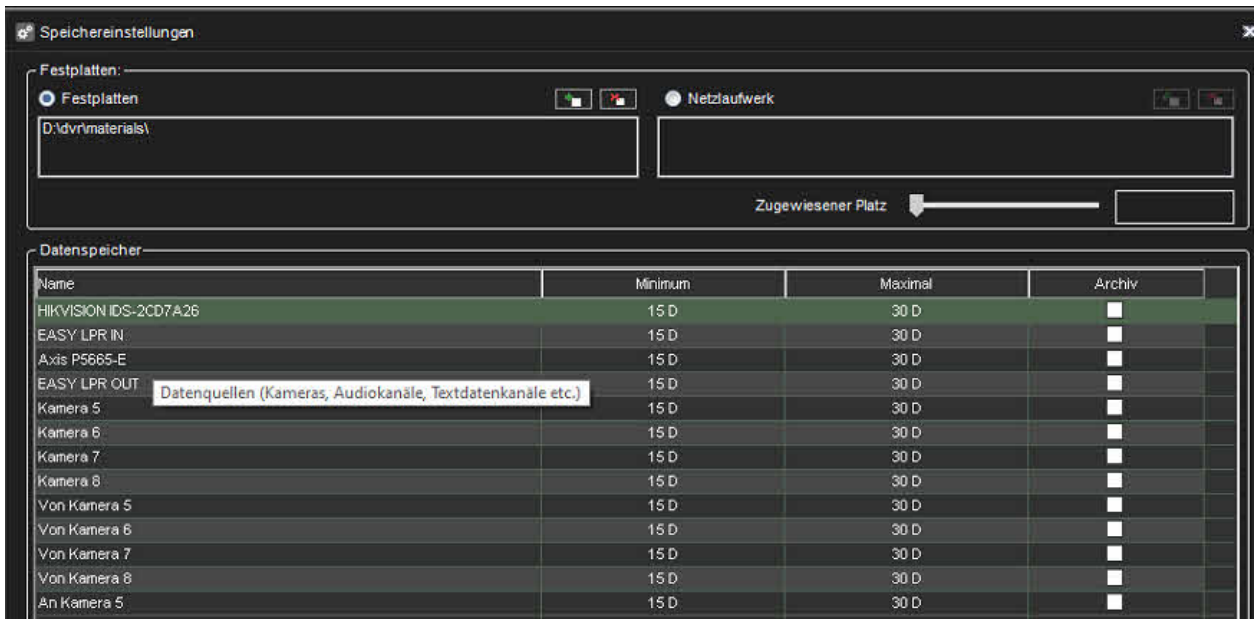 Speichereinstellungen
Festplatten:
Festplatten
Netzlaufwerk
D:\dvr\materials\
Zugewiesener Platz
Datenspeicher
Name Minimum Maximal Archiv
HIKVISION IDS-2CD7A26 15 D 30 D
EASY LPR IN 15 D 30 D
Axis P5665-E 15 D 30 D
EASY LPR OUT 15 D 30 D
Datenquellen (Kameras, Audiokanäle, Textdatenkanäle etc.)
Kamera 5 15 D 30 D
Kamera 6 15 D 30 D
Kamera 7 15 D 30 D
Kamera 8 15 D 30 D
Von Kamera 5 15 D 30 D
Von Kamera 6 15 D 30 D
Von Kamera 7 15 D 30 D
Von Kamera 8 15 D 30 D
An Kamera 5 15 D 30 D